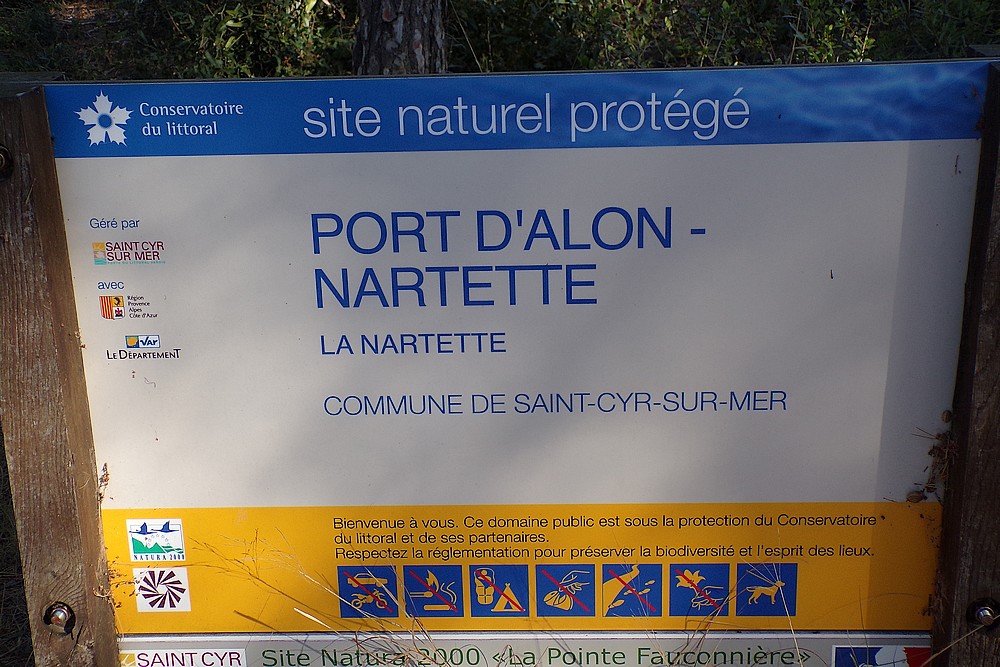 Conservatoire
du littoral
site naturel protégé
Géré par
SAINT CYR
SUR MER
avec
Région
Provence
Alpes
Côte d'Azur
Var
LE DÉPARTEMENT
PORT D'ALON -
NARTETTE
LA NARTETTE
COMMUNE DE SAINT-CYR-SUR-MER
NATURA 2000
Bienvenue à vous. Ce domaine public est sous la protection du Conservatoire
du littoral et de ses partenaires.
Respectez la réglementation pour préserver la biodiversité et l'esprit des lieux.
SAINT CYR
Site Natura 2000 «La Pointe Fauconnière»